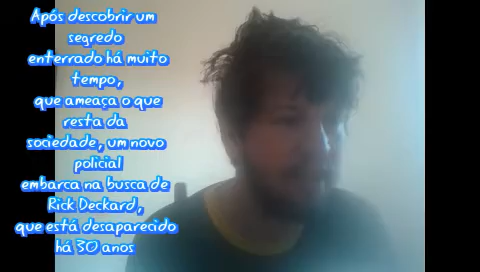 Após descobrir um
segredo
enterrado há muito
tempo,
que ameaça o que
resta da
sociedade, um novo
policial
embarca na busca de
Rick Deckard,
que está desaparecido
há 30 anos